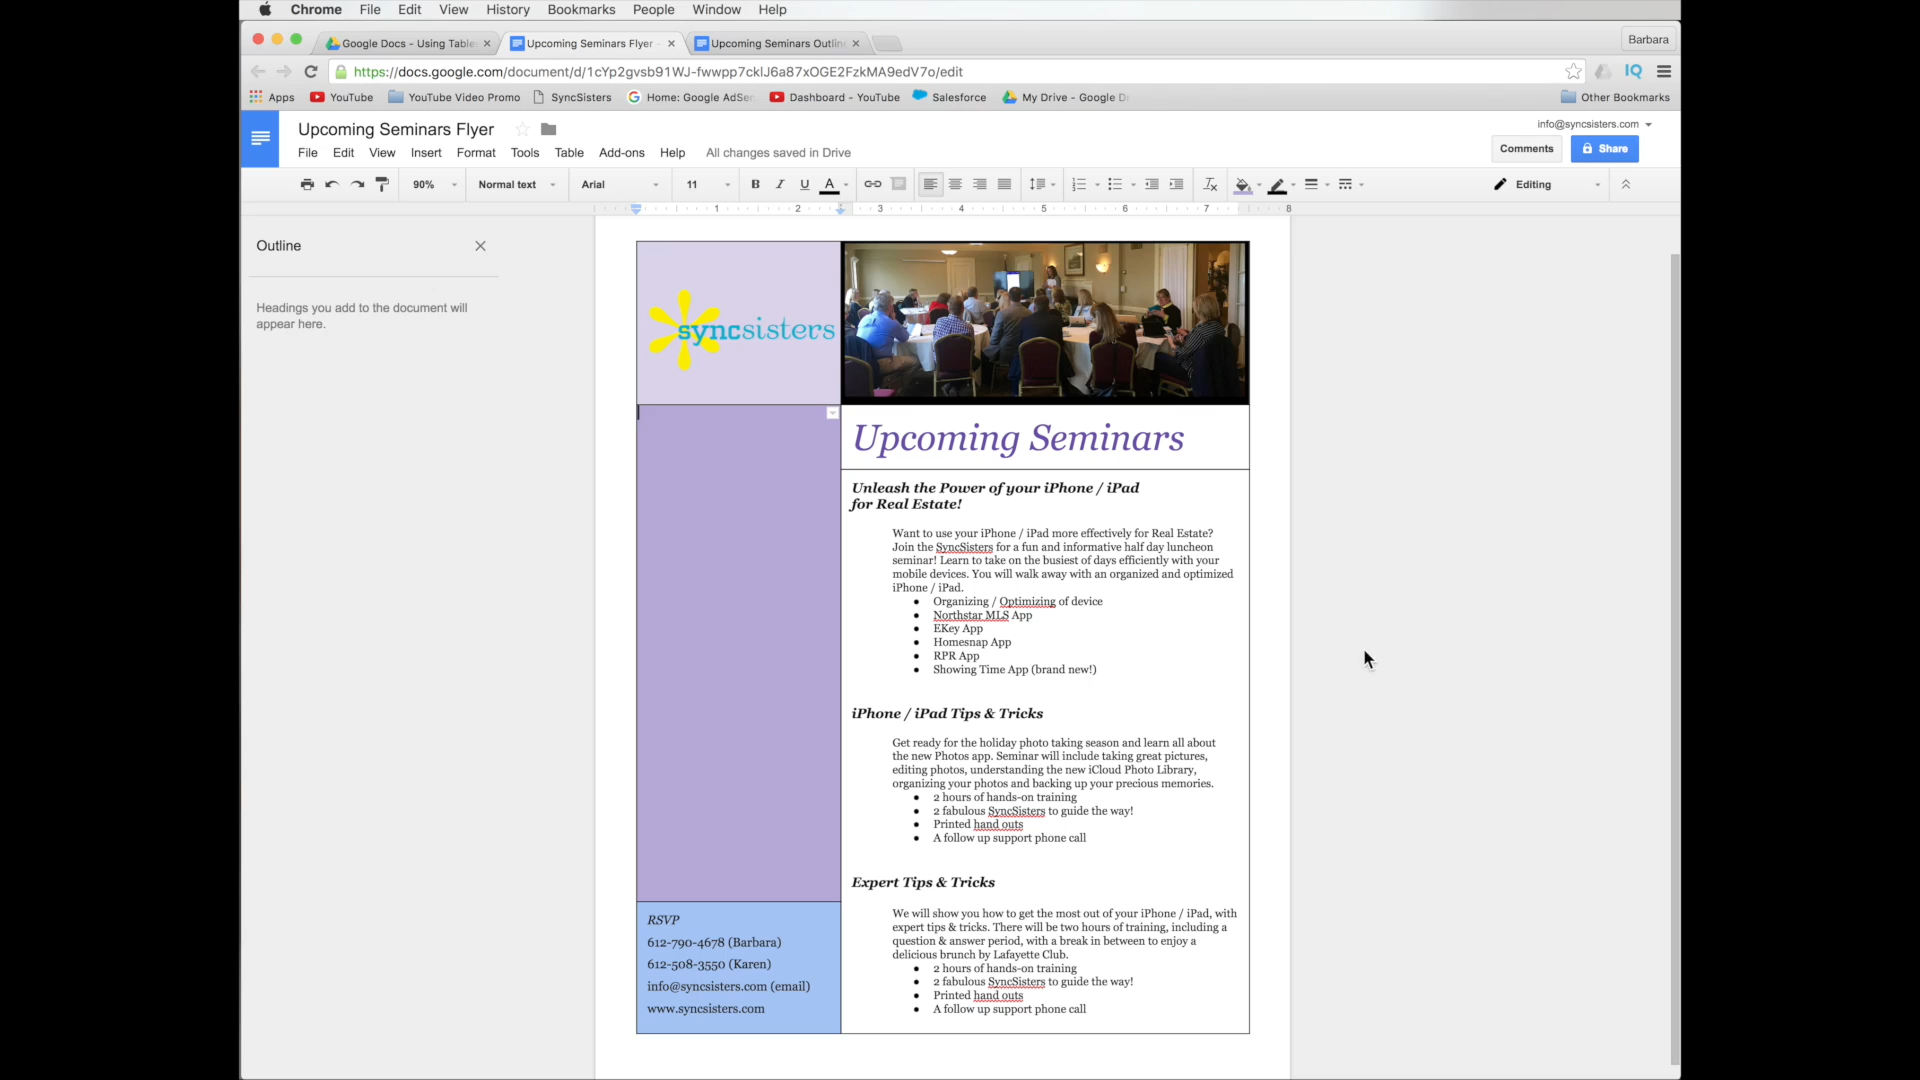 Chrome File Edit View History Bookmarks People Window Help
Google Docs - Using Table Upcoming Seminars Flyer - Upcoming Seminars Outlin Barbara
https://docs.google.com/document/d/1cYp2gvsb91WJ-fwwpp7cklJ6a87xOGE2FzkMA9edV7o/edit IQ
Apps YouTube YouTube Video Promo SyncSisters Home: Google AdSen Dashboard - YouTube Salesforce My Drive - Google Dr Other Bookmarks
Upcoming Seminars Flyer info@syncsisters.com
File Edit View Insert Format Tools Table Add-ons Help All changes saved in Drive Comments Share
90% Normal text Arial 11 B I U A Editing
1 2 3 4 5 6 7 8
Outline
Headings you add to the document will
appear here.
syncsisters
Upcoming Seminars
Unleash the Power of your iPhone / iPad
for Real Estate!
Want to use your iPhone / iPad more effectively for Real Estate?
Join the SyncSisters for a fun and informative half day luncheon
seminar! Learn to take on the busiest of days efficiently with your
mobile devices. You will walk away with an organized and optimized
iPhone / iPad.
● Organizing / Optimizing of device
● Northstar MLS App
● EKey App
● Homesnap App
● RPR App
● Showing Time App (brand new!)
iPhone / iPad Tips & Tricks
Get ready for the holiday photo taking season and learn all about
the new Photos app. Seminar will include taking great pictures,
editing photos, understanding the new iCloud Photo Library,
organizing your photos and backing up your precious memories.
● 2 hours of hands-on training
● 2 fabulous SyncSisters to guide the way!
● Printed hand outs
● A follow up support phone call
Expert Tips & Tricks
We will show you how to get the most out of your iPhone / iPad, with
expert tips & tricks. There will be two hours of training, including a
question & answer period, with a break in between to enjoy a
delicious brunch by Lafayette Club.
● 2 hours of hands-on training
● 2 fabulous SyncSisters to guide the way!
● Printed hand outs
● A follow up support phone call
RSVP
612-790-4678 (Barbara)
612-508-3550 (Karen)
info@syncsisters.com (email)
www.syncsisters.com